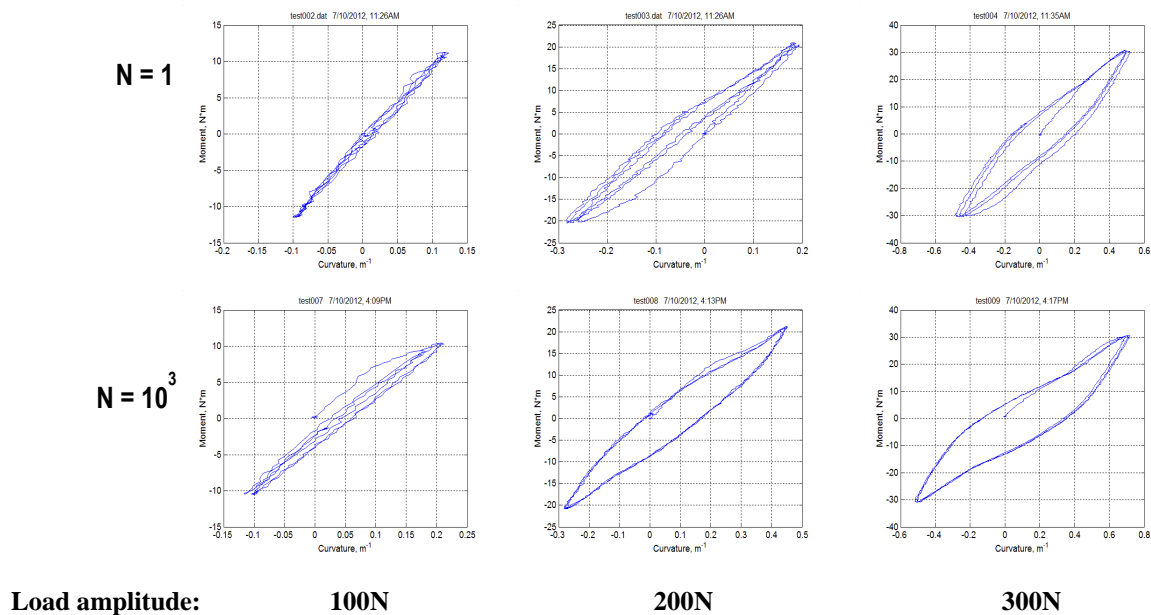 test002.dat 7/10/2012, 11:26AM
N = 1
Moment, N*m
15
10
5
0
-5
-10
-15
-0.2 -0.15 -0.1 -0.05 0 0.05 0.1 0.15
Curvature, m-1
test003.dat 7/10/2012, 11:26AM
Moment, N*m
25
20
15
10
5
0
-5
-10
-15
-20
-25
-0.3 -0.2 -0.1 0 0.1 0.2
Curvature, m-1
test004 7/10/2012, 11:35AM
Moment, N*m
40
30
20
10
0
-10
-20
-30
-40
-0.8 -0.6 -0.4 -0.2 0 0.2 0.4 0.6 0.8
Curvature, m-1
test007 7/10/2012, 4:09PM
N = 10^3
Moment, N*m
15
10
5
0
-5
-10
-15
-0.15 -0.1 -0.05 0 0.05 0.1 0.15 0.2 0.25
Curvature, m-1
test008 7/10/2012, 4:13PM
Moment, N*m
25
20
15
10
5
0
-5
-10
-15
-20
-25
-0.3 -0.2 -0.1 0 0.1 0.2 0.3 0.4 0.5
Curvature, m-1
test009 7/10/2012, 4:17PM
Moment, N*m
40
30
20
10
0
-10
-20
-30
-40
-0.6 -0.4 -0.2 0 0.2 0.4 0.6 0.8
Curvature, m-1
Load amplitude: 100N 200N 300N